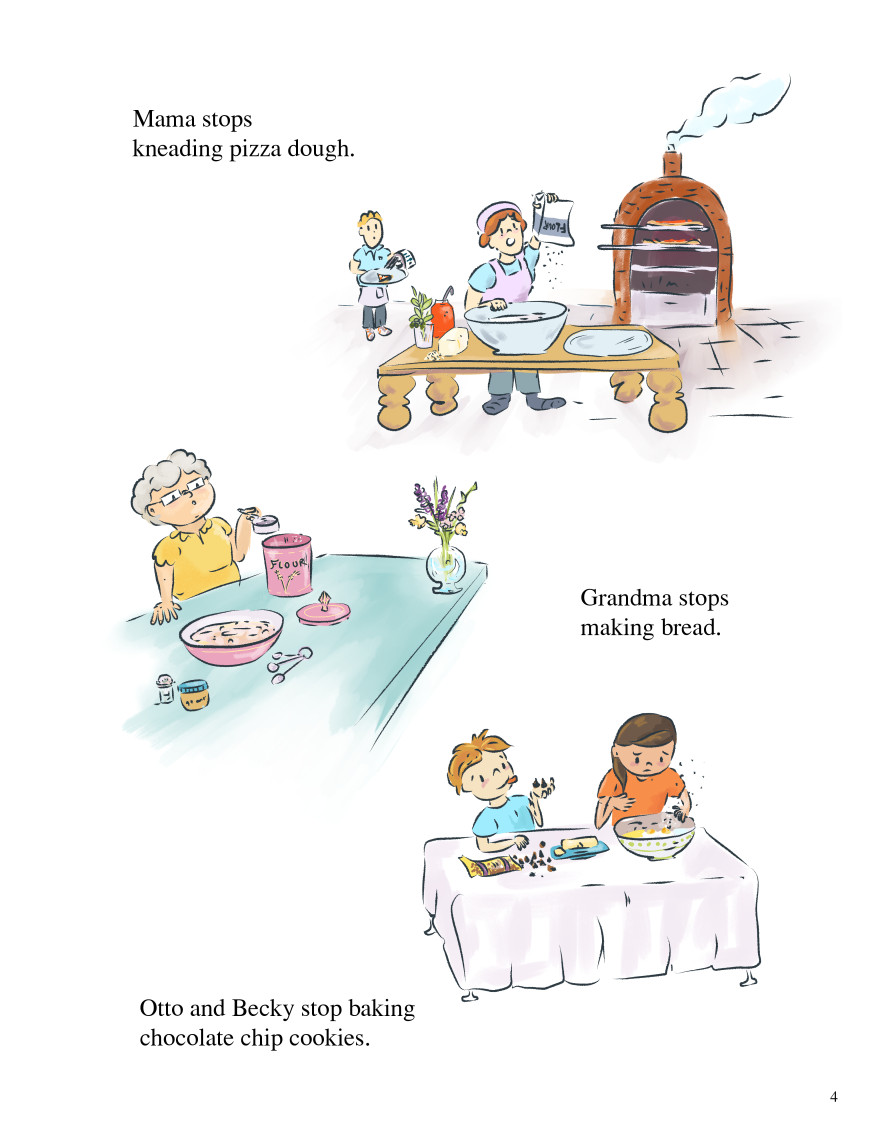 Mama stops
kneading pizza dough.
FLOUR
FLOUR
Grandma stops
making bread.
Otto and Becky stop baking
chocolate chip cookies.
4